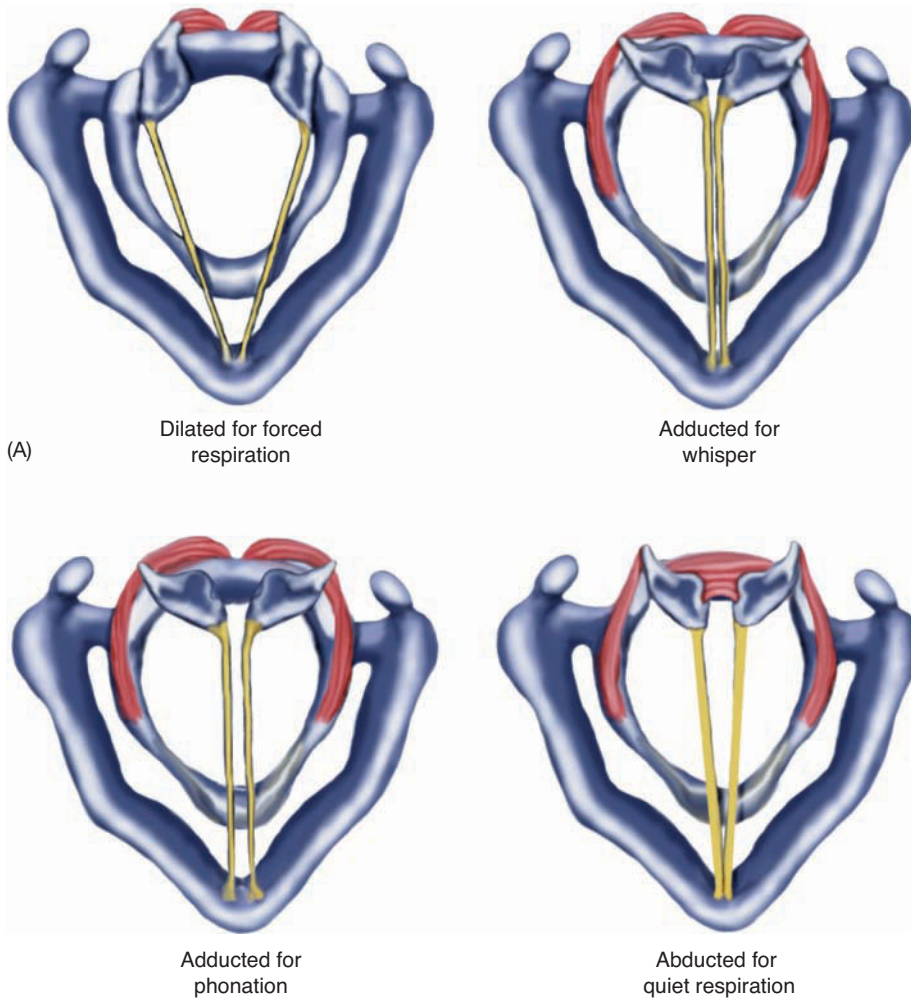 Dilated for forced
respiration
Adducted for
whisper
(A)
Adducted for
phonation
Abducted for
quiet respiration